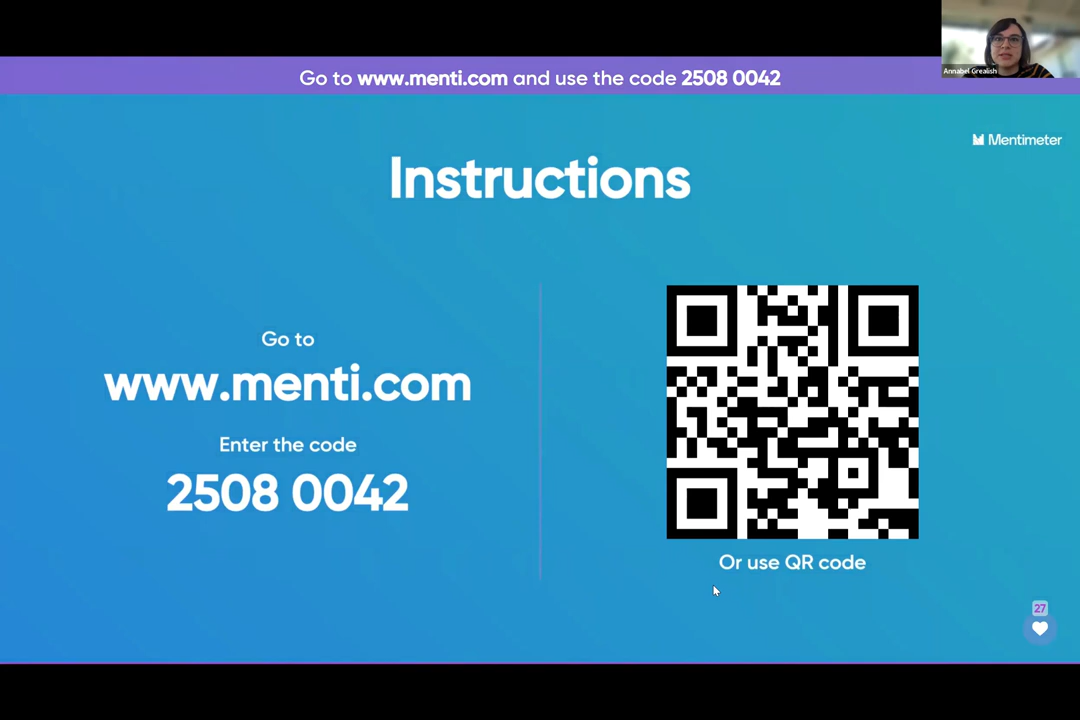 Annabel Grealish
Go to www.menti.com and use the code 2508 0042
Mentimeter
Instructions
Go to
www.menti.com
Enter the code
2508 0042
Or use QR code
27